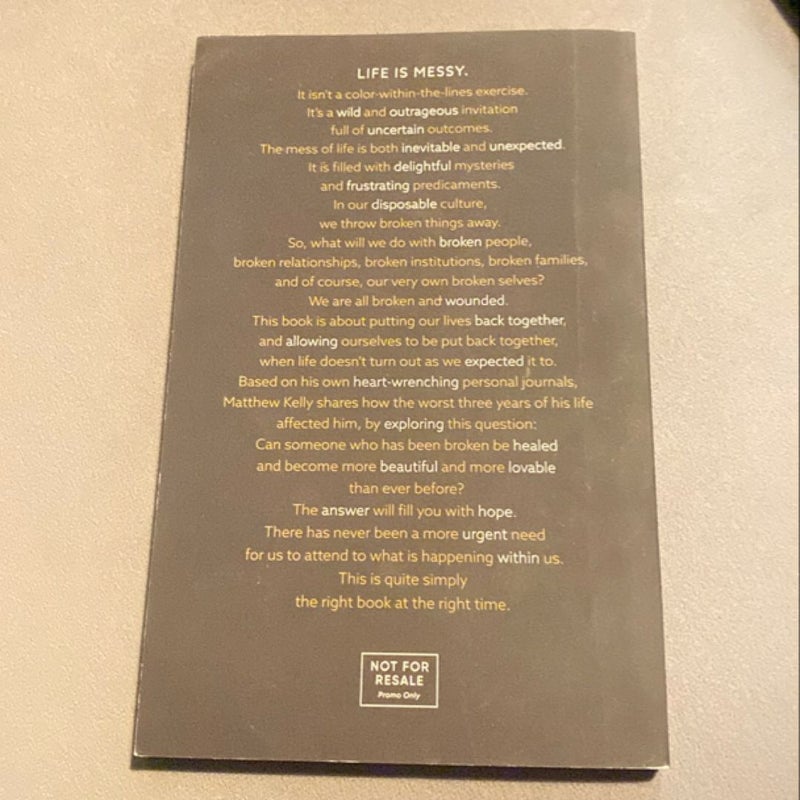 LIFE IS MESSY.
It isn't a color-within-the-lines exercise.
It's a wild and outrageous invitation
full of uncertain outcomes.
The mess of life is both inevitable and unexpected.
It is filled with delightful mysteries
and frustrating predicaments.
In our disposable culture,
we throw broken things away.
So, what will we do with broken people,
broken relationships, broken institutions, broken families,
and of course, our very own broken selves?
We are all broken and wounded.
This book is about putting our lives back together,
and allowing ourselves to be put back together,
when life doesn't turn out as we expected it to.
Based on his own heart-wrenching personal journals,
Matthew Kelly shares how the worst three years of his life
affected him, by exploring this question:
Can someone who has been broken be healed
and become more beautiful and more lovable
than ever before?
The answer will fill you with hope.
There has never been a more urgent need
for us to attend to what is happening within us.
This is quite simply
the right book at the right time.
NOT FOR
RESALE
Promo Only